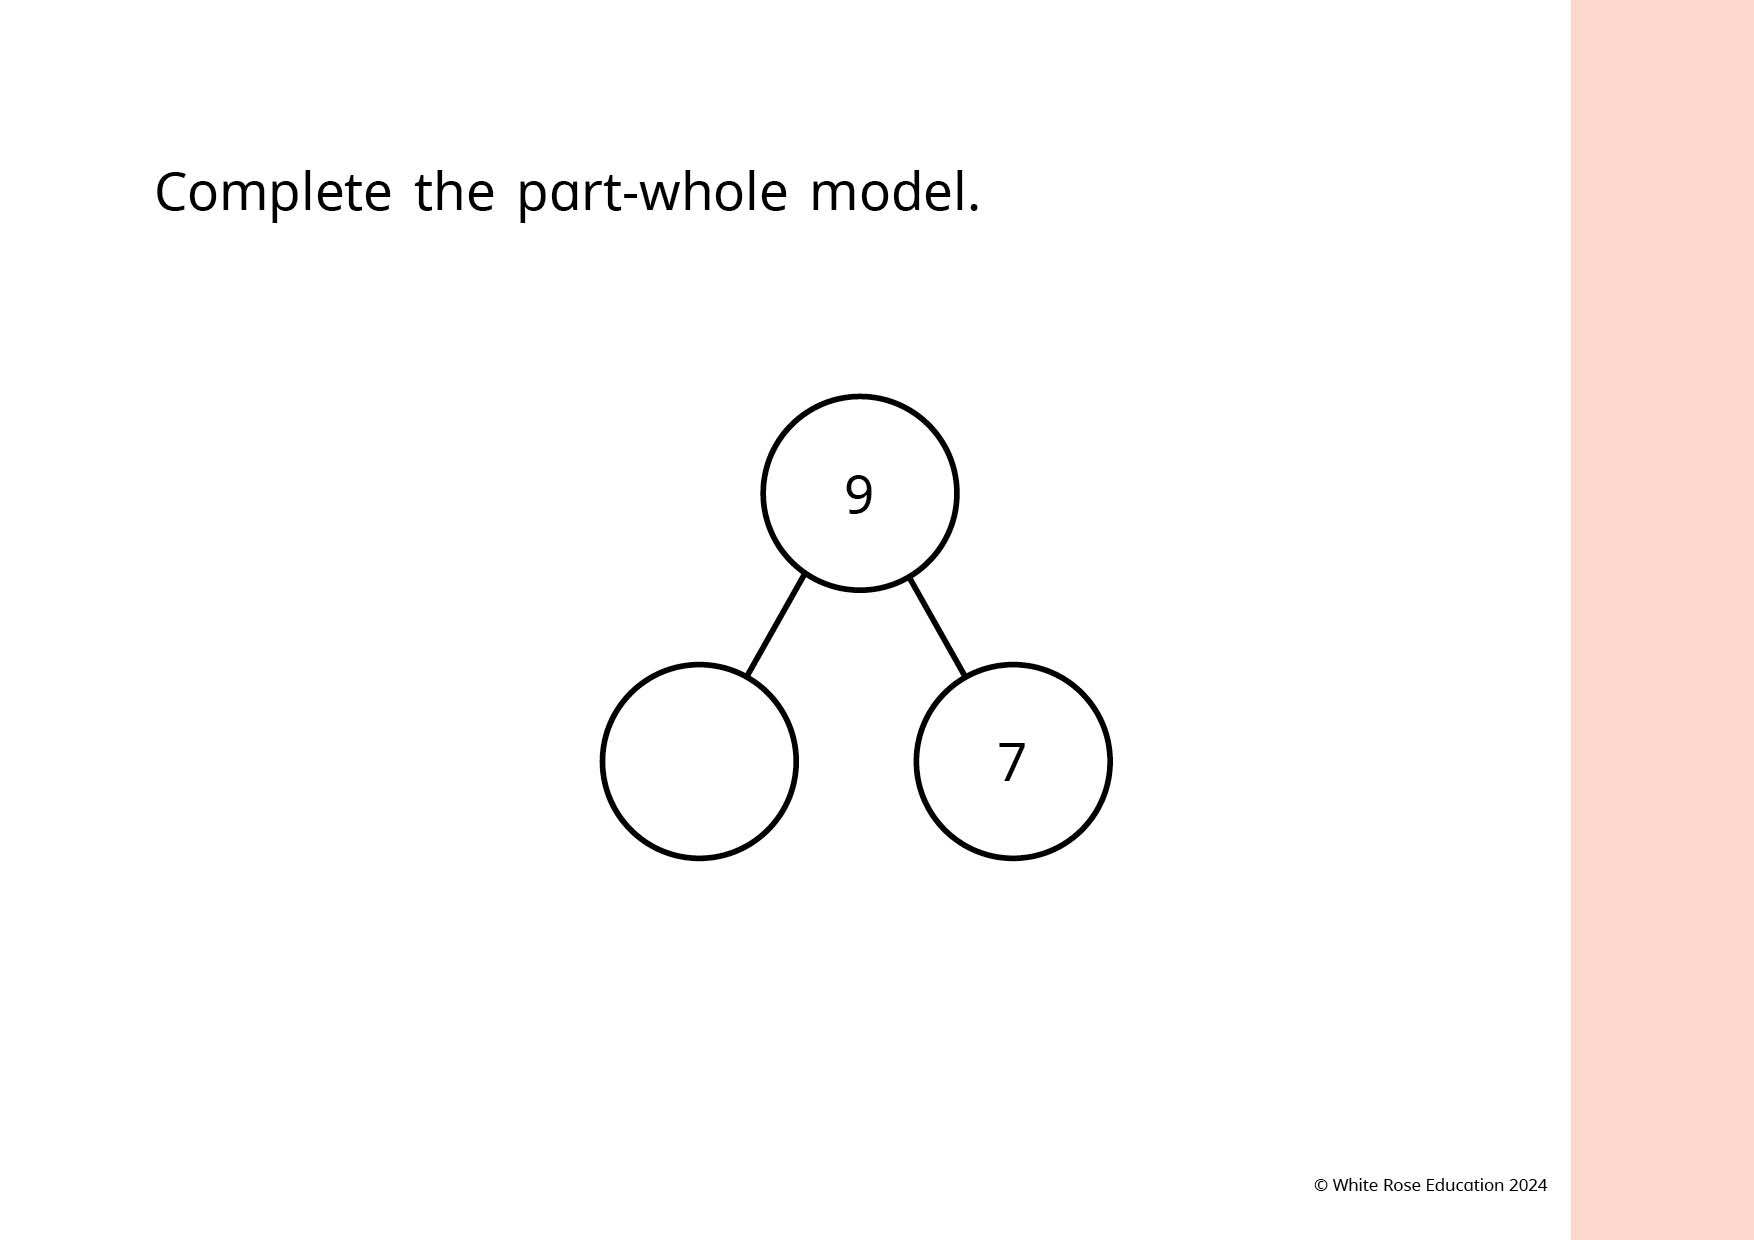 Complete the part-whole model.
9
7
© White Rose Education 2024